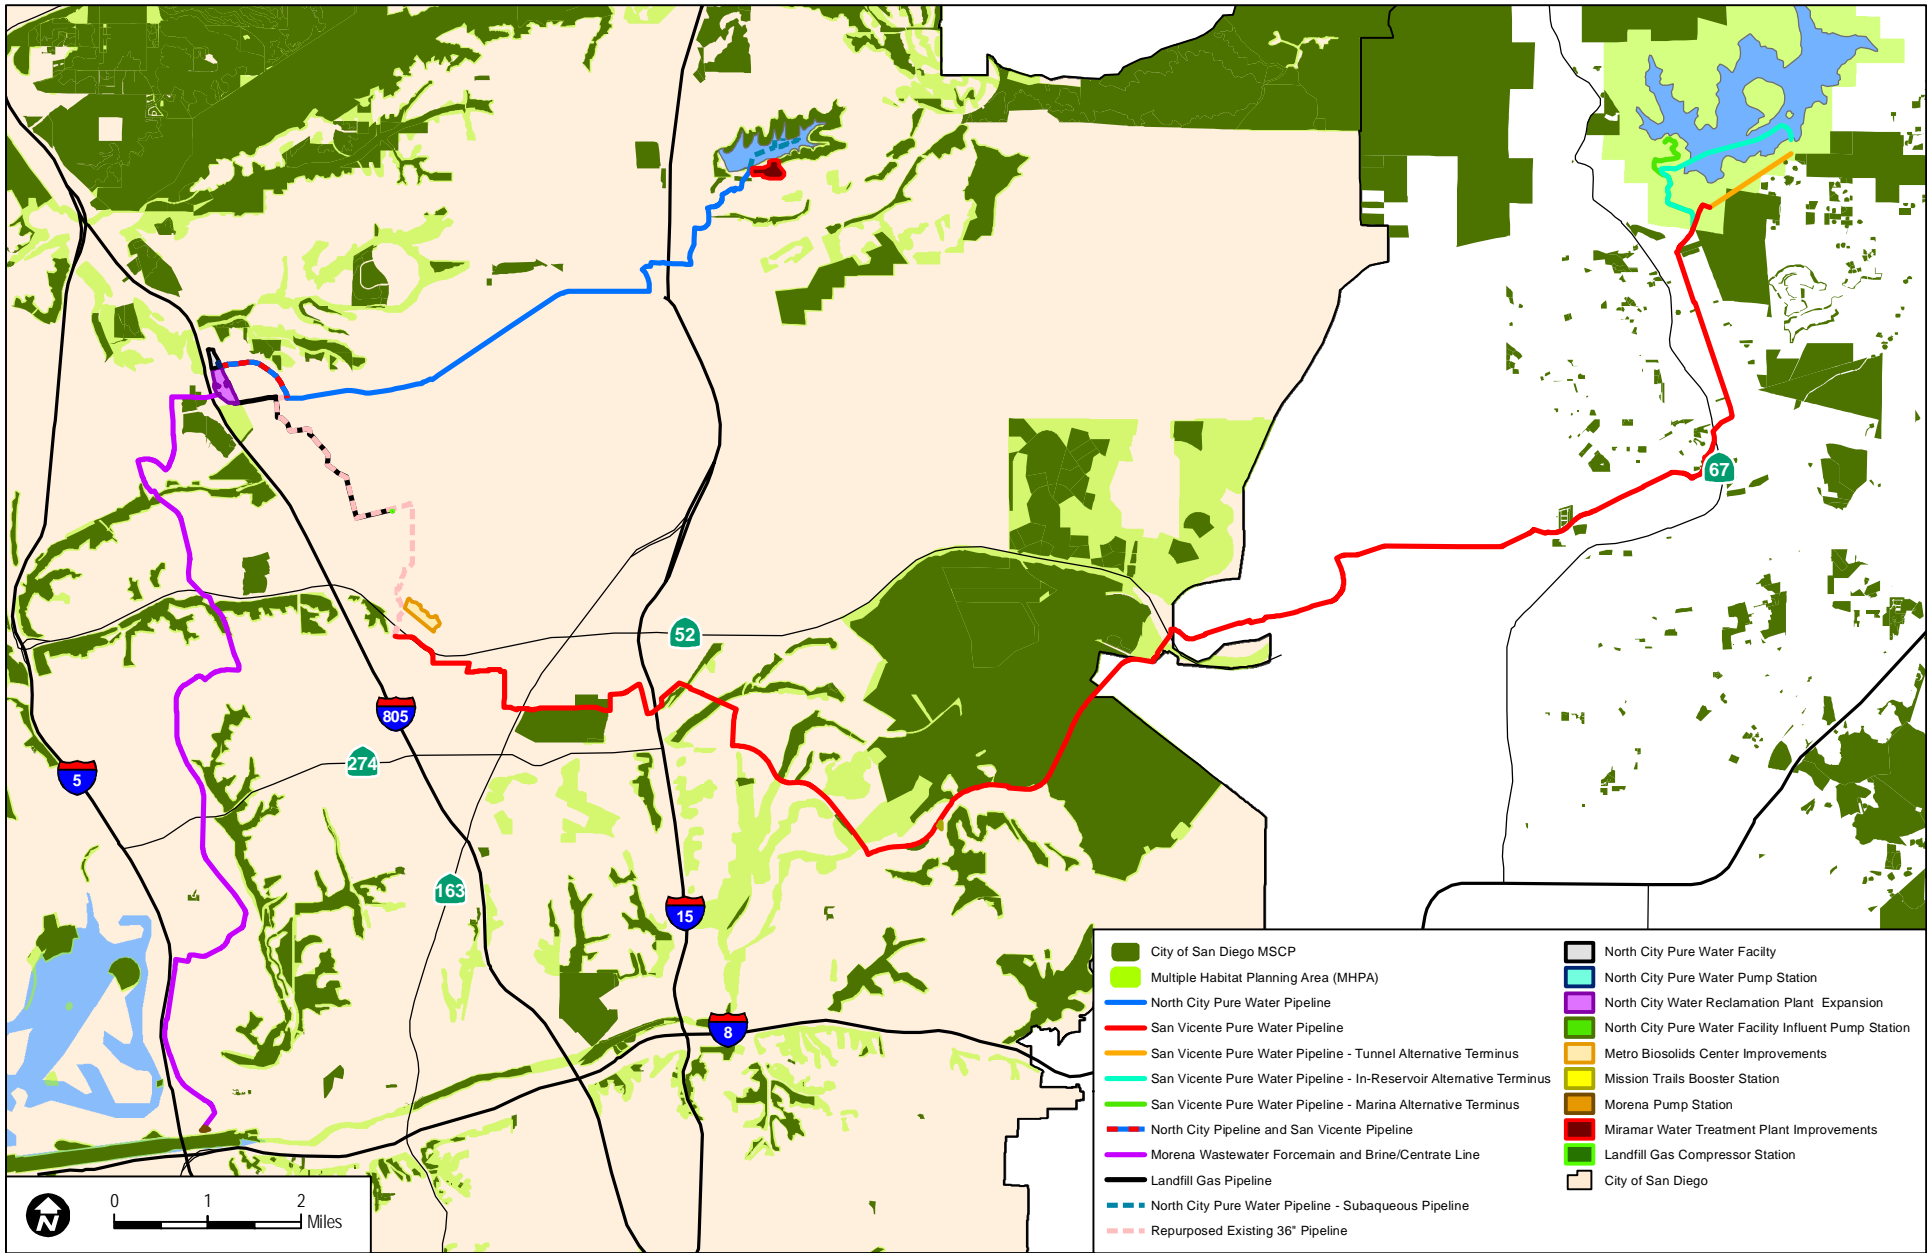 67
52
805
274
5
163
15
8
City of San Diego MSCP
Multiple Habitat Planning Area (MHPA)
North City Pure Water Pipeline
San Vicente Pure Water Pipeline
San Vicente Pure Water Pipeline - Tunnel Alternative Terminus
San Vicente Pure Water Pipeline - In-Reservoir Alternative Terminus
San Vicente Pure Water Pipeline - Marina Alternative Terminus
North City Pipeline and San Vicente Pipeline
Morena Wastewater Forcemain and Brine/Centrate Line
Landfill Gas Pipeline
North City Pure Water Pipeline - Subaqueous Pipeline
Repurposed Existing 36" Pipeline
North City Pure Water Facilty
North City Pure Water Pump Station
North City Water Reclamation Plant Expansion
North City Pure Water Facility Influent Pump Station
Metro Biosolids Center Improvements
Mission Trails Booster Station
Morena Pump Station
Miramar Water Treatment Plant Improvements
Landfill Gas Compressor Station
City of San Diego
N
0 1 2
Miles